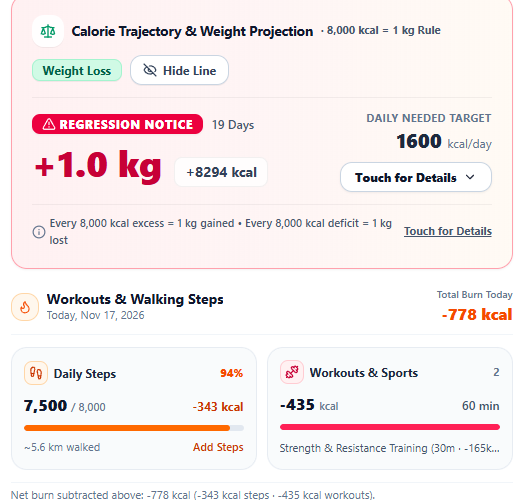 Calorie Trajectory & Weight Projection · 8,000 kcal = 1 kg Rule
Weight Loss
Hide Line
REGRESSION NOTICE 19 Days
DAILY NEEDED TARGET
+1.0 kg +8294 kcal
1600 kcal/day
Touch for Details
Every 8,000 kcal excess = 1 kg gained • Every 8,000 kcal deficit = 1 kg
lost
Touch for Details
Workouts & Walking Steps
Today, Nov 17, 2026
Total Burn Today
-778 kcal
Daily Steps 94%
7,500 / 8,000 -343 kcal
~5.6 km walked Add Steps
Workouts & Sports 2
-435 kcal 60 min
Strength & Resistance Training (30m · -165k...
Net burn subtracted above: -778 kcal (-343 kcal steps · -435 kcal workouts).